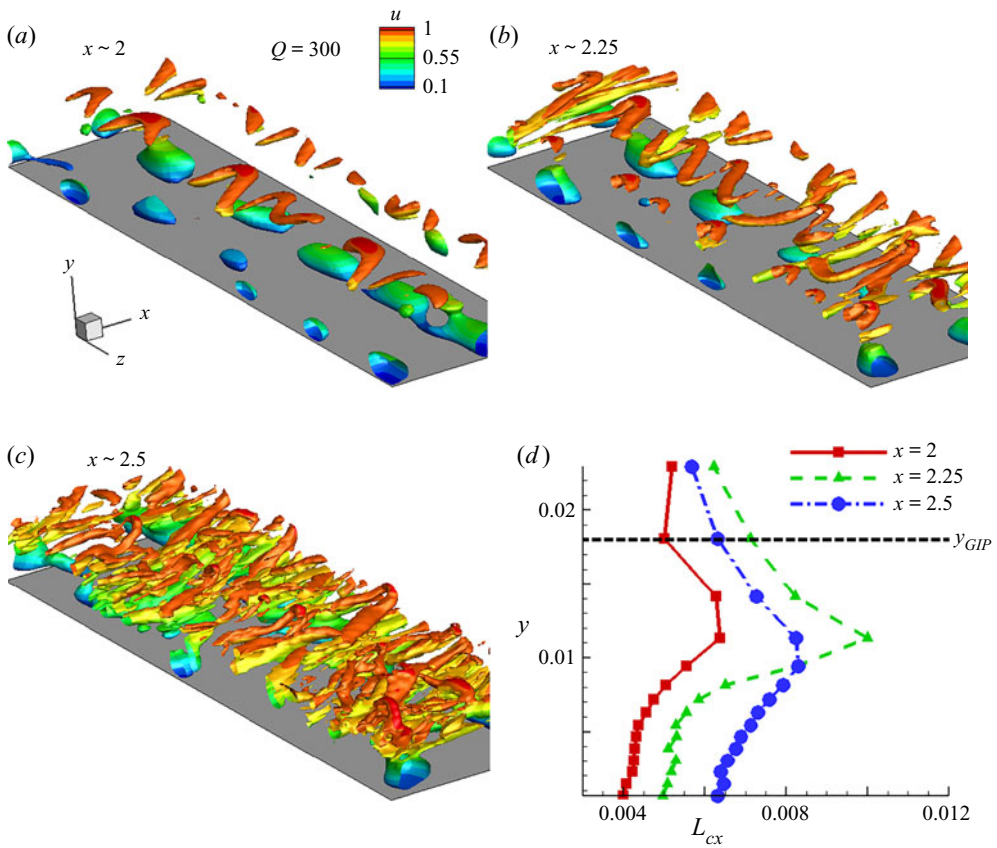 (a)
x ~ 2
Q = 300
u
1
0.55
0.1
y
x
z
(b)
x ~ 2.25
(c)
x ~ 2.5
(d)
x = 2
x = 2.25
x = 2.5
0.02
y_GIP
y
0.01
0.004
0.008
0.012
L_cx